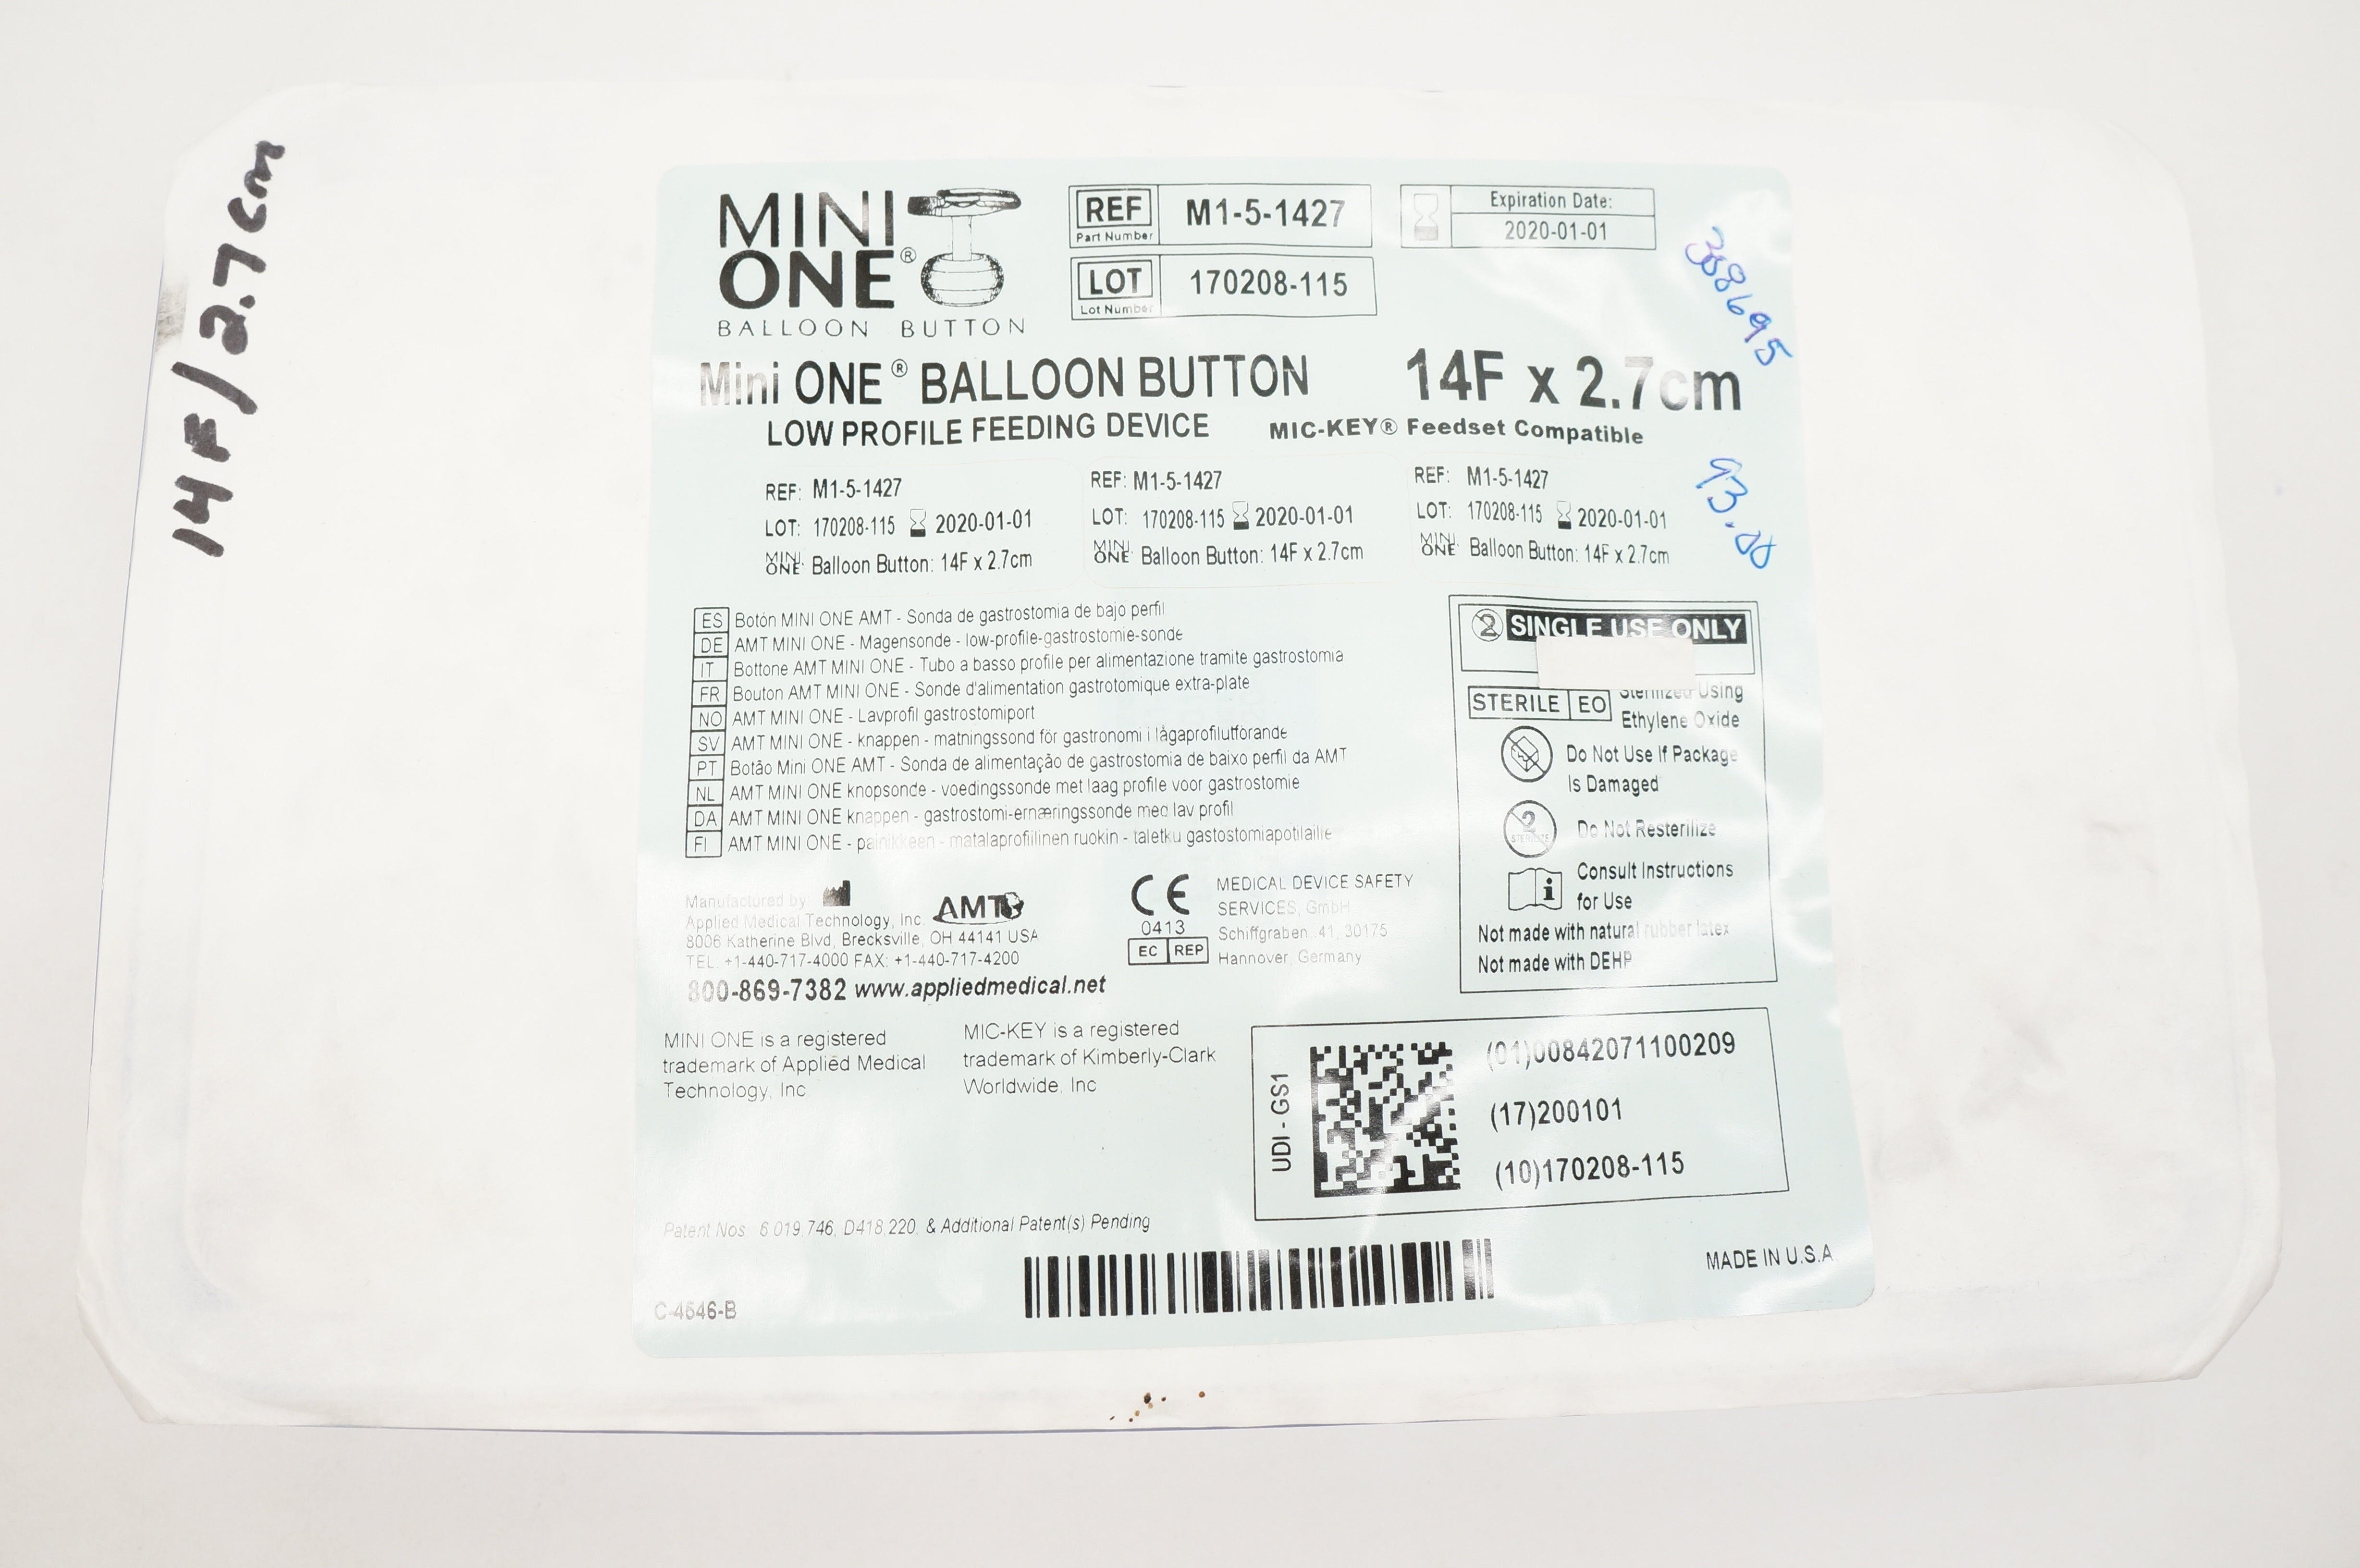 14F/2.7cm
MINI
ONE®
BALLOON BUTTON
REF
Part Number
M1-5-1427
LOT
Lot Number
170208-115
Expiration Date:
2020-01-01
Mini ONE® BALLOON BUTTON
14F x 2.7cm
LOW PROFILE FEEDING DEVICE
MIC-KEY® Feedset Compatible
93.
REF: M1-5-1427
LOT: 170208-115 2020-01-01
MINI ONE Balloon Button: 14F x 2.7cm
REF: M1-5-1427
LOT: 170208-115 2020-01-01
MINI ONE Balloon Button: 14F x 2.7cm
REF: M1-5-1427
LOT: 170208-115 2020-01-01
MINI ONE Balloon Button: 14F x 2.7cm
ES Botón MINI ONE AMT - Sonda de gastrostomia de bajo perfil
DE AMT MINI ONE - Magensonde - low-profile-gastrostomie-sonde
IT Bottone AMT MINI ONE - Tubo a basso profile per alimentazione tramite gastrostomia
FR Bouton AMT MINI ONE - Sonde d'alimentation gastrotomique extra-plate
NO AMT MINI ONE - Lavprofil gastrostomiport
SV AMT MINI ONE - knappen - matningssond för gastronomi i lågaprofilutförande
PT Botão Mini ONE AMT - Sonda de alimentação de gastrostomia de baixo perfil da AMT
NL AMT MINI ONE knopsonde - voedingssonde met laag profile voor gastrostomie
DA AMT MINI ONE knappen - gastrostomi-ernæringssonde med lav profil
FI AMT MINI ONE - painikkeen - matalaprofiilinen ruokin - taletku gastostomiapotilaille
2 SINGLE USE ONLY
STERILE EO
Sterilized Using
Ethylene Oxide
Do Not Use If Package
Is Damaged
2
STERILIZE
Do Not Resterilize
Consult Instructions
for Use
Not made with natural rubber latex
Not made with DEHP
Manufactured by:
AMT
Applied Medical Technology, Inc
8006 Katherine Blvd, Brecksville, OH 44141 USA
TEL: +1-440-717-4000 FAX: +1-440-717-4200
800-869-7382 www.appliedmedical.net
CE
0413
EC REP
MEDICAL DEVICE SAFETY
SERVICES, GmbH
Schiffgraben 41, 30175
Hannover, Germany
MINI ONE is a registered
trademark of Applied Medical
Technology, Inc
MIC-KEY is a registered
trademark of Kimberly-Clark
Worldwide, Inc
UDI - GS1
(01)00842071100209
(17)200101
(10)170208-115
Patent Nos. 6,019,746, D418,220, & Additional Patent(s) Pending
C-4546-B
MADE IN U.S.A.